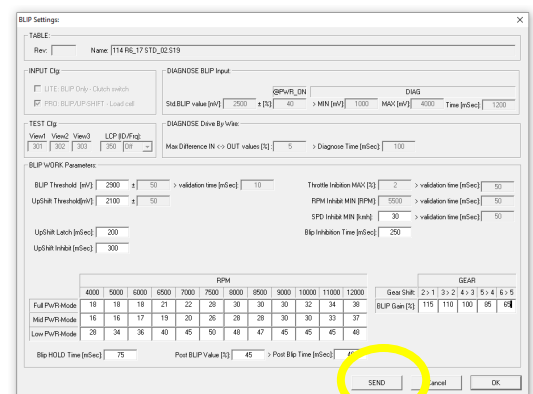 BLIP Settings:
TABLE:
Rev: Name: 114 R6_17 STD_02.S19
INPUT Cfg: DIAGNOSE BLIP Input
@PWR_ON DIAG
LITE: BLIP Only - Clutch switch
PRO: BLIP/UP SHIFT - Load cell
Std.BLIP value [mV]: 2500 ± [%]: 40 > MIN [mV]: 1000 MAX [mV]: 4000 Time [mSec]: 1200
TEST Cfg: DIAGNOSE Drive By Wire:
View1 View2 View3 LCP (ID/Frq):
301 302 303 350 Off
Max Difference IN <-> OUT values [%] : 5 > Diagnose Time [mSec]: 100
BLIP WORK Parameters:
BLIP Threshold [mV]: 2900 ± 50 > validation time [mSec]: 10 Throttle Inibition MAX [%]: 2 > validation time [mSec]: 50
UpShift Threshold[mV]: 2100 ± 50 RPM Inhibit MIN [RPM]: 5500 > validation time [mSec]: 50
SPD Inhibit MIN [kmh]: 30 > validation time [mSec]: 50
UpShift Latch [mSec]: 200 Blip Inhibition Time [mSec]: 250
UpShift Inhibit [mSec]: 300
RPM GEAR
4000 5000 6000 6500 7000 7500 8000 8500 9000 10000 11000 12000 Gear Shift: 2 > 1 3 > 2 4 > 3 5 > 4 6 > 5
Full PWR-Mode 18 18 18 21 22 28 30 30 30 32 34 38 BLIP Gain [%]: 115 110 100 85 65
Mid PWR-Mode 16 16 17 19 20 26 28 28 30 30 33 37
Low PWR-Mode 28 34 36 40 45 50 48 47 45 45 45 48
Blip HOLD Time [mSec]: 75 Post BLIP Value [%]: 45 > Post Blip Time [mSec]:
SEND Cancel OK